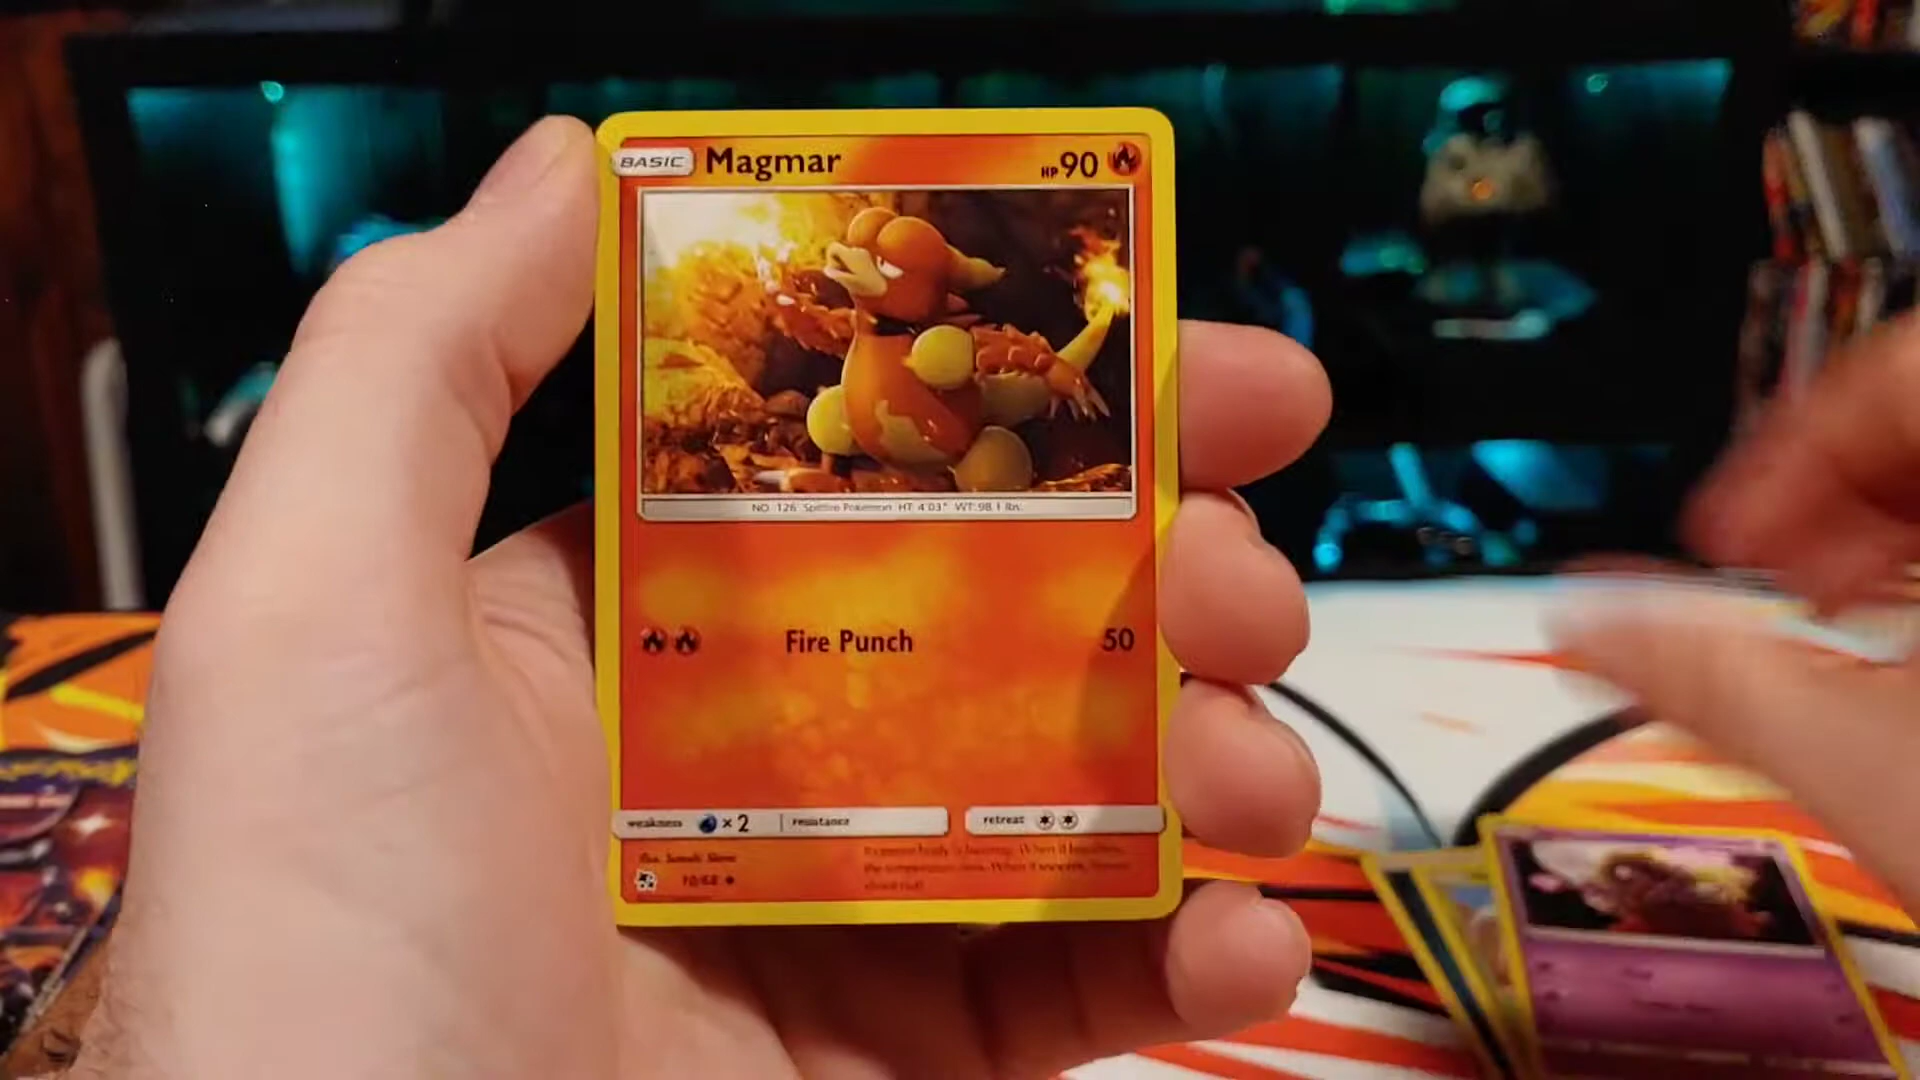 BASIC Magmar HP 90
NO. 126 Spitfire Pokémon HT: 4'03" WT: 98.1 lbs.
Fire Punch 50
weakness ×2 resistance retreat
10/68